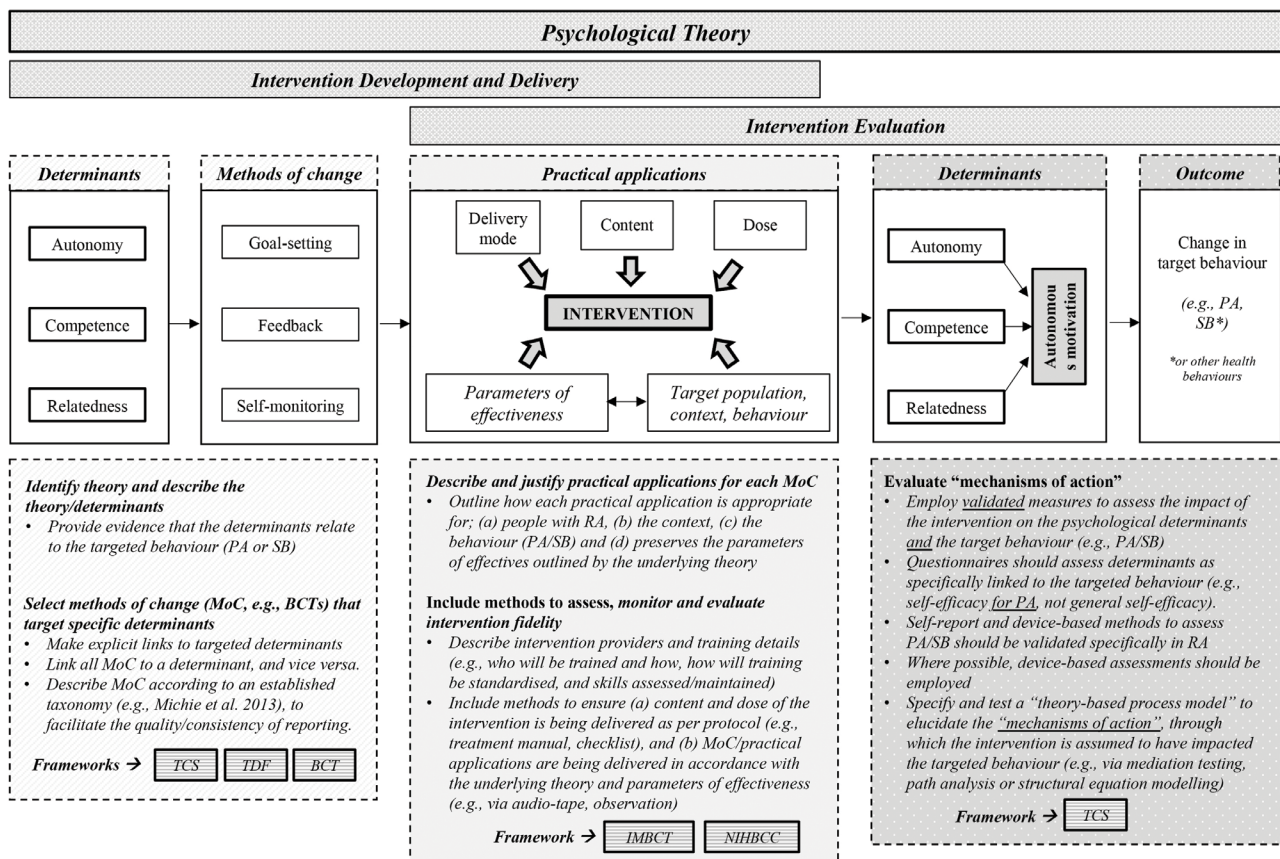 Psychological Theory
Intervention Development and Delivery
Intervention Evaluation
Determinants
Autonomy
Competence
Relatedness
Methods of change
Goal-setting
Feedback
Self-monitoring
Practical applications
Delivery
mode
Content
Dose
INTERVENTION
Parameters of
effectiveness
Target population,
context, behaviour
Determinants
Autonomy
Competence
Relatedness
Autonomou
s motivation
Outcome
Change in
target behaviour
(e.g., PA,
SB*)
*or other health
behaviours
Identify theory and describe the
theory/determinants
• Provide evidence that the determinants relate
to the targeted behaviour (PA or SB)
Select methods of change (MoC, e.g., BCTs) that
target specific determinants
• Make explicit links to targeted determinants
• Link all MoC to a determinant, and vice versa.
• Describe MoC according to an established
taxonomy (e.g., Michie et al. 2013), to
facilitate the quality/consistency of reporting.
Frameworks → TCS TDF BCT
Describe and justify practical applications for each MoC
• Outline how each practical application is appropriate
for; (a) people with RA, (b) the context, (c) the
behaviour (PA/SB) and (d) preserves the parameters
of effectives outlined by the underlying theory
Include methods to assess, monitor and evaluate
intervention fidelity
• Describe intervention providers and training details
(e.g., who will be trained and how, how will training
be standardised, and skills assessed/maintained)
• Include methods to ensure (a) content and dose of the
intervention is being delivered as per protocol (e.g.,
treatment manual, checklist), and (b) MoC/practical
applications are being delivered in accordance with
the underlying theory and parameters of effectiveness
(e.g., via audio-tape, observation)
Framework → IMBCT NIHBCC
Evaluate “mechanisms of action”
• Employ validated measures to assess the impact of
the intervention on the psychological determinants
and the target behaviour (e.g., PA/SB)
• Questionnaires should assess determinants as
specifically linked to the targeted behaviour (e.g.,
self-efficacy for PA, not general self-efficacy).
• Self-report and device-based methods to assess
PA/SB should be validated specifically in RA
• Where possible, device-based assessments should be
employed
• Specify and test a “theory-based process model” to
elucidate the “mechanisms of action”, through
which the intervention is assumed to have impacted
the targeted behaviour (e.g., via mediation testing,
path analysis or structural equation modelling)
Framework → TCS